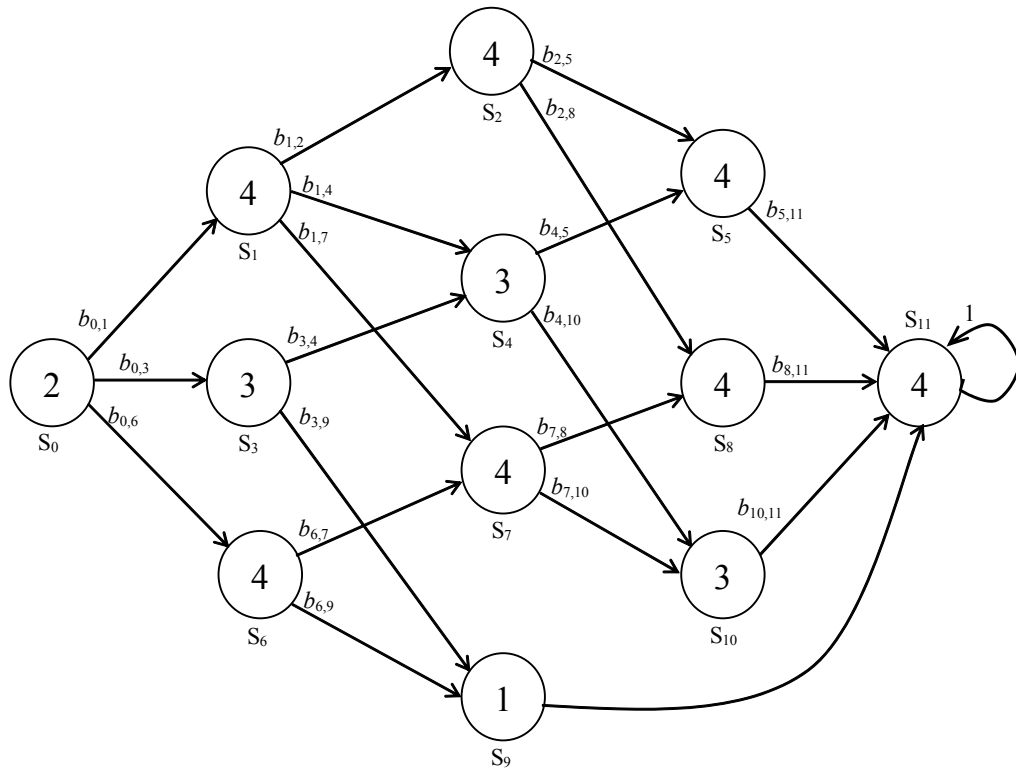 4
S2
b2,5
b2,8
b1,2
4
S1
b1,4
b1,7
4
S5
b5,11
3
S4
b4,5
b4,10
b0,1
b0,3
b0,6
2
S0
3
S3
b3,4
b3,9
4
S8
b8,11
S11
4
1
4
S7
b7,8
b7,10
b6,7
4
S6
b6,9
3
S10
b10,11
1
S9